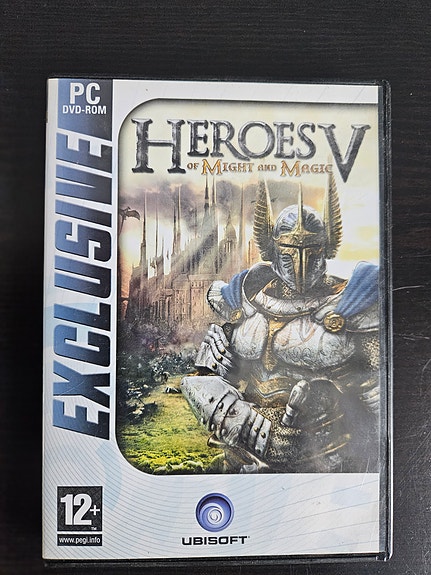 PC
DVD-ROM
EXCLUSIVE
HEROES V
OF MIGHT AND MAGIC
12+
www.pegi.info
UBISOFT